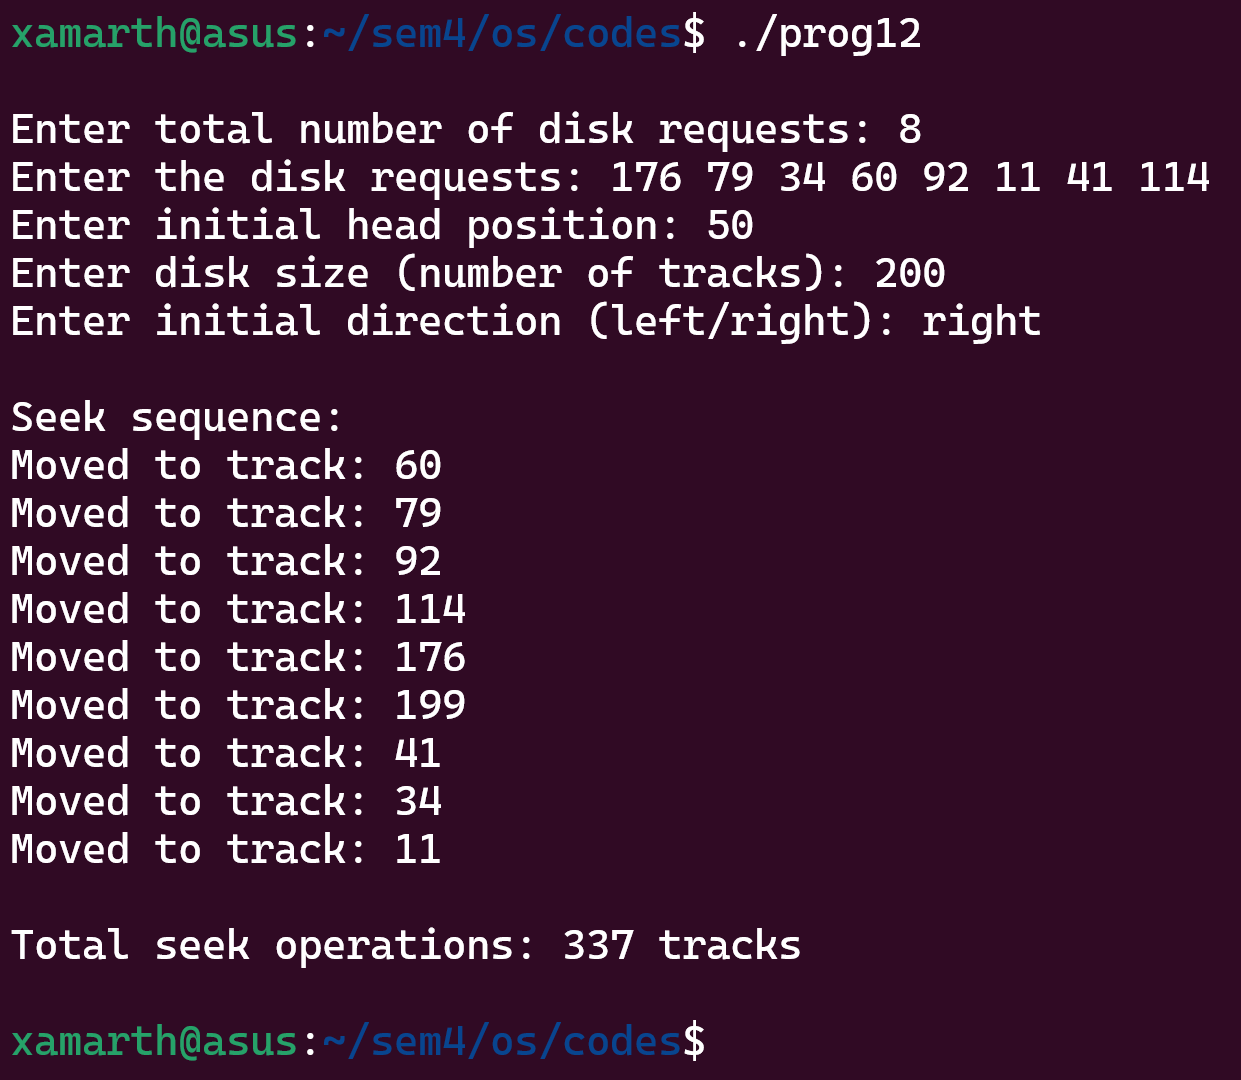 xamarth@asus:~/sem4/os/codes$ ./prog12
Enter total number of disk requests: 8
Enter the disk requests: 176 79 34 60 92 11 41 114
Enter initial head position: 50
Enter disk size (number of tracks): 200
Enter initial direction (left/right): right
Seek sequence:
Moved to track: 60
Moved to track: 79
Moved to track: 92
Moved to track: 114
Moved to track: 176
Moved to track: 199
Moved to track: 41
Moved to track: 34
Moved to track: 11
Total seek operations: 337 tracks
xamarth@asus:~/sem4/os/codes$